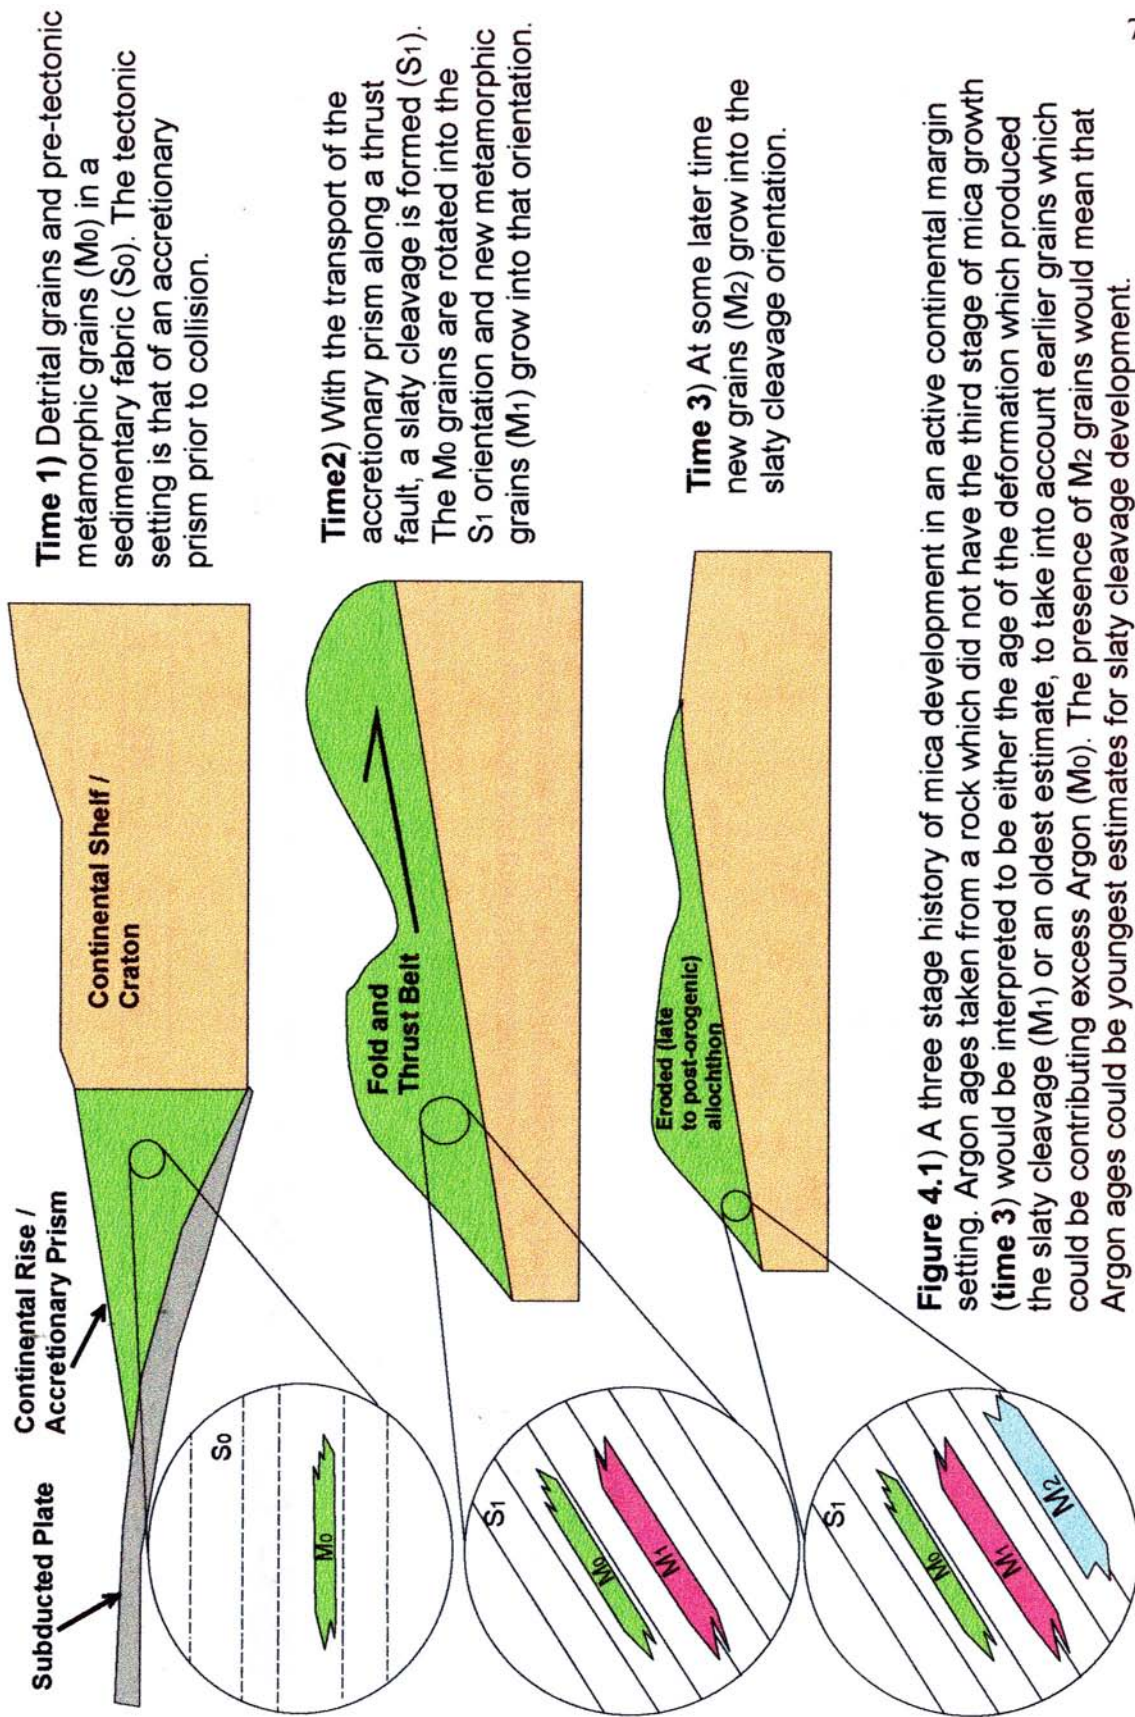 Subducted Plate
Continental Rise /
Accretionary Prism
Continental Shelf /
Craton
S0
M0
Time 1) Detrital grains and pre-tectonic
metamorphic grains (M0) in a
sedimentary fabric (S0). The tectonic
setting is that of an accretionary
prism prior to collision.
Fold and
Thrust Belt
S1
M0
M1
Time2) With the transport of the
accretionary prism along a thrust
fault, a slaty cleavage is formed (S1).
The M0 grains are rotated into the
S1 orientation and new metamorphic
grains (M1) grow into that orientation.
Eroded (late
to post-orogenic)
allochthon
S1
M0
M1
M2
Time 3) At some later time
new grains (M2) grow into the
slaty cleavage orientation.
Figure 4.1) A three stage history of mica development in an active continental margin
setting. Argon ages taken from a rock which did not have the third stage of mica growth
(time 3) would be interpreted to be either the age of the deformation which produced
the slaty cleavage (M1) or an oldest estimate, to take into account earlier grains which
could be contributing excess Argon (M0). The presence of M2 grains would mean that
Argon ages could be youngest estimates for slaty cleavage development.